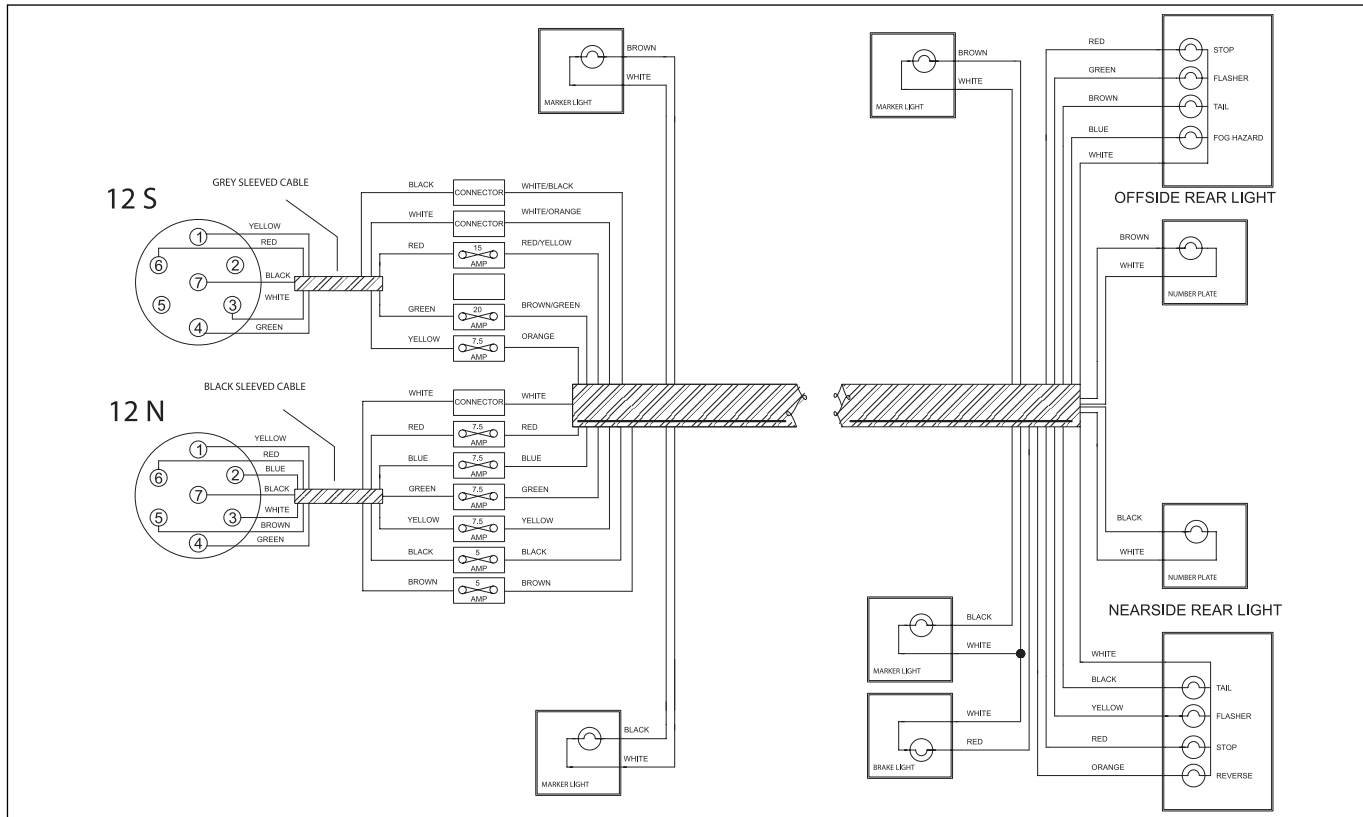 BROWN
WHITE
MARKER LIGHT
BROWN
WHITE
MARKER LIGHT
RED
STOP
GREEN
FLASHER
BROWN
TAIL
BLUE
FOG HAZARD
WHITE
OFFSIDE REAR LIGHT
BROWN
WHITE
NUMBER PLATE
12 S
GREY SLEEVED CABLE
YELLOW
RED
BLACK
WHITE
GREEN
1
6
2
7
5
3
4
BLACK
CONNECTOR
WHITE/BLACK
WHITE
CONNECTOR
WHITE/ORANGE
RED
15
AMP
RED/YELLOW
GREEN
20
AMP
BROWN/GREEN
YELLOW
7.5
AMP
ORANGE
12 N
BLACK SLEEVED CABLE
YELLOW
RED
BLUE
BLACK
WHITE
BROWN
GREEN
1
6
2
7
5
3
4
WHITE
CONNECTOR
WHITE
RED
7.5
AMP
RED
BLUE
7.5
AMP
BLUE
GREEN
7.5
AMP
GREEN
YELLOW
7.5
AMP
YELLOW
BLACK
5
AMP
BLACK
BROWN
5
AMP
BROWN
BLACK
WHITE
NUMBER PLATE
NEARSIDE REAR LIGHT
BLACK
WHITE
MARKER LIGHT
WHITE
RED
BRAKE LIGHT
BLACK
WHITE
MARKER LIGHT
WHITE
BLACK
TAIL
YELLOW
FLASHER
RED
STOP
ORANGE
REVERSE